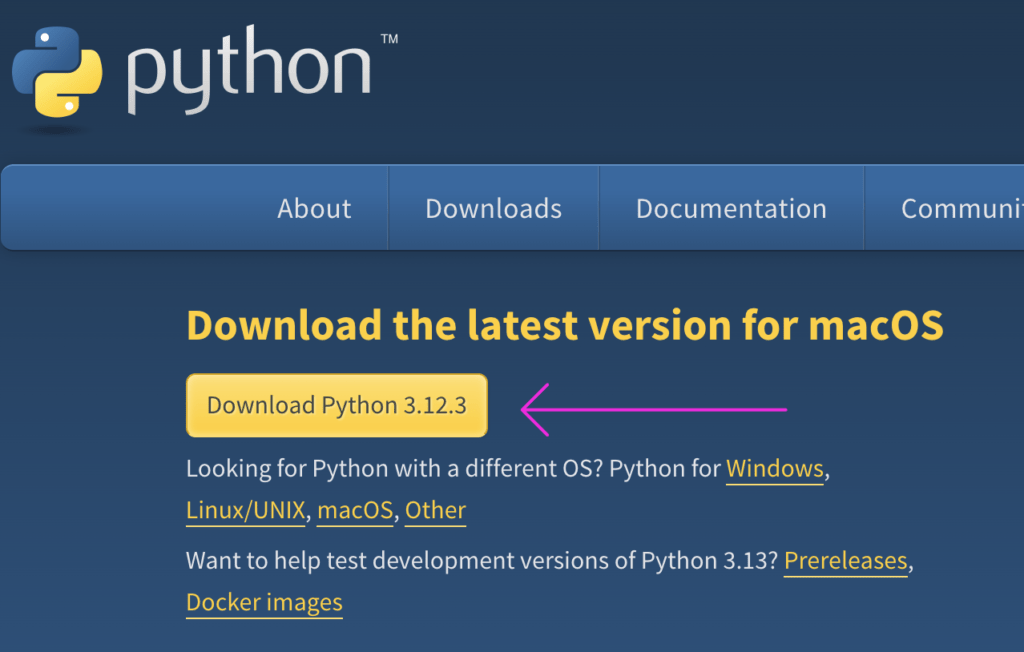 python™
About Downloads Documentation Communit
Download the latest version for macOS
Download Python 3.12.3
Looking for Python with a different OS? Python for Windows,
Linux/UNIX, macOS, Other
Want to help test development versions of Python 3.13? Prereleases,
Docker images